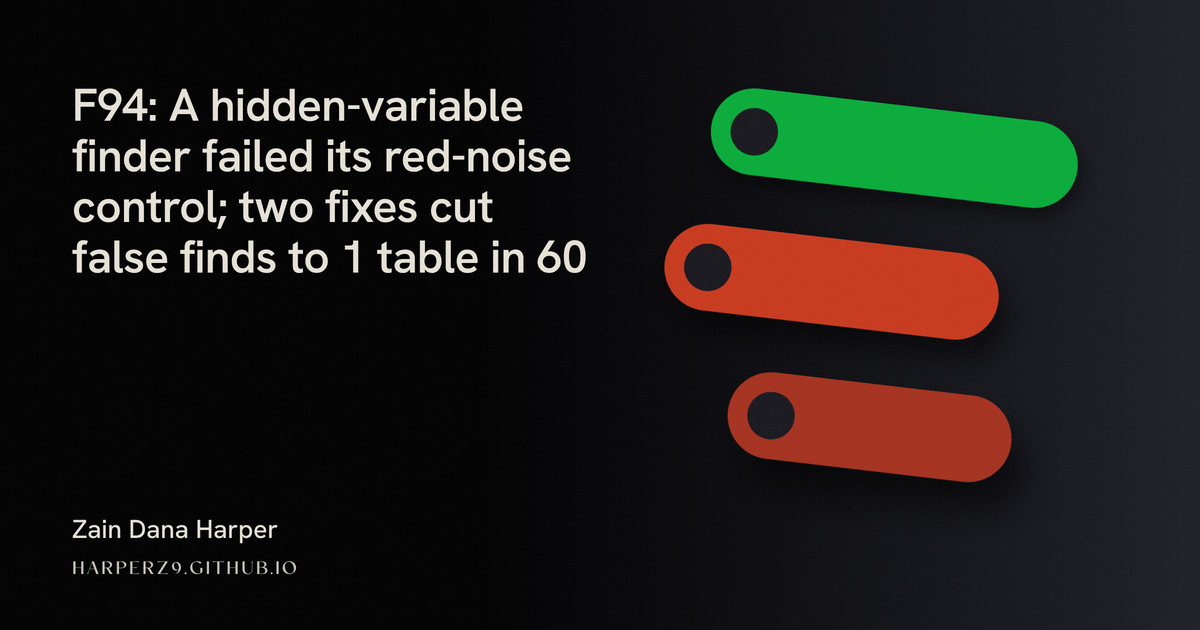 F94: A hidden-variable
finder failed its red-noise
control; two fixes cut
false finds to 1 table in 60
Zain Dana Harper
HARPERZ9.GITHUB.IO